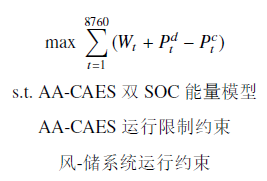 max ∑_{t=1}^{8760} (W_t + P_t^d − P_t^c)
s.t. AA-CAES 双 SOC 能量模型
AA-CAES 运行限制约束
风-储系统运行约束